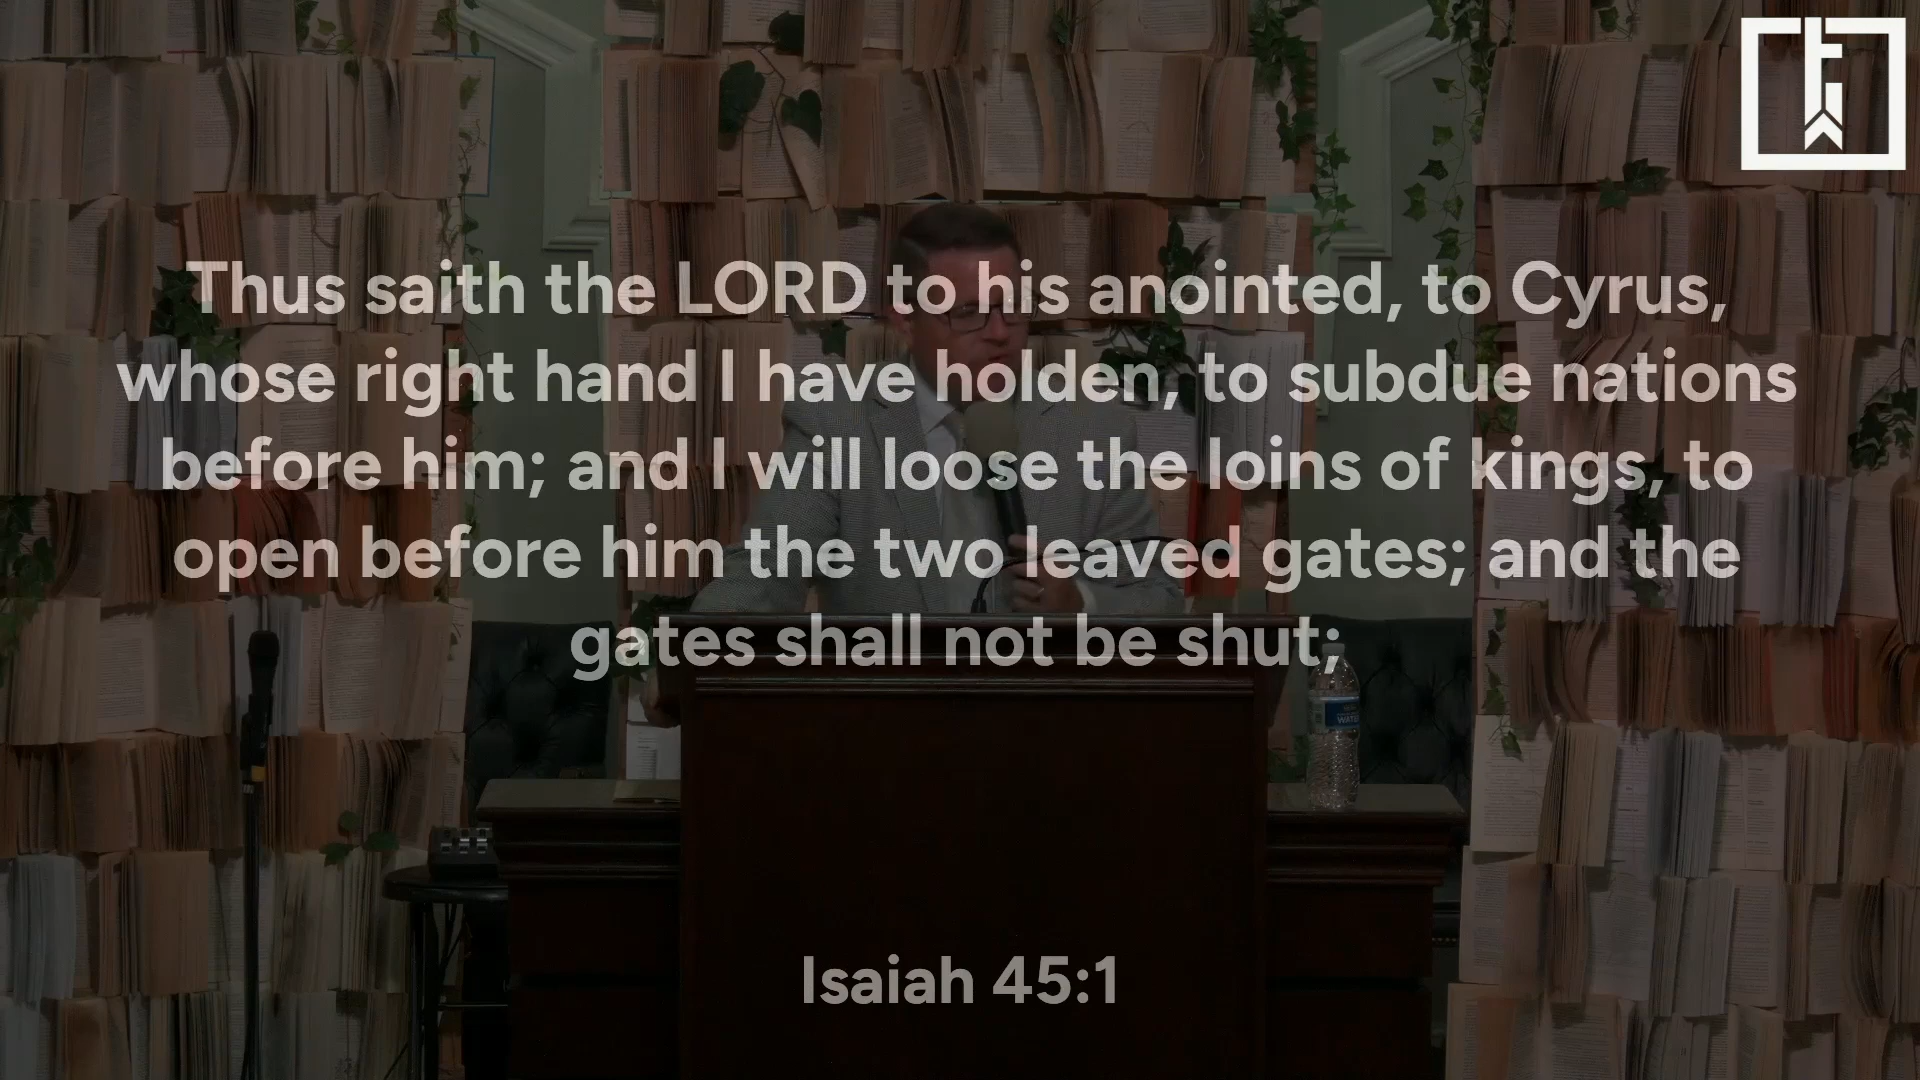 Thus saith the LORD to his anointed, to Cyrus,
whose right hand I have holden, to subdue nations
before him; and I will loose the loins of kings, to
open before him the two leaved gates; and the
gates shall not be shut;
WATER
Isaiah 45:1